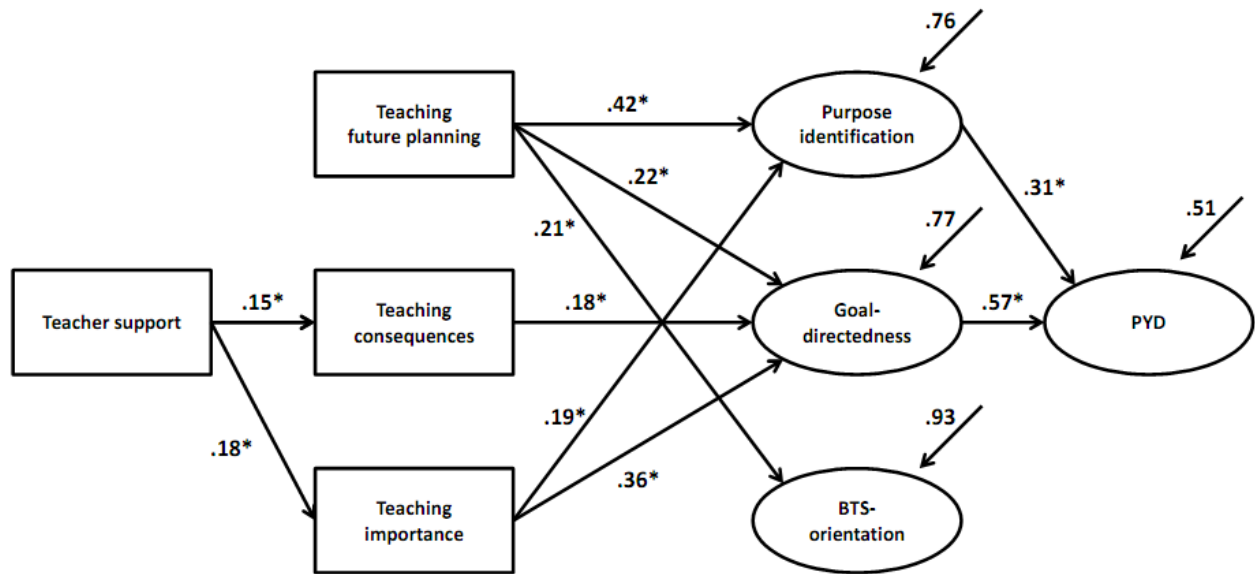 .76
Teaching
future planning
.42*
Purpose
identification
.22*
.31*
.77
.51
.21*
Teacher support
.15*
Teaching
consequences
.18*
Goal-
directedness
.57*
PYD
.18*
.19*
.36*
.93
Teaching
importance
BTS-
orientation